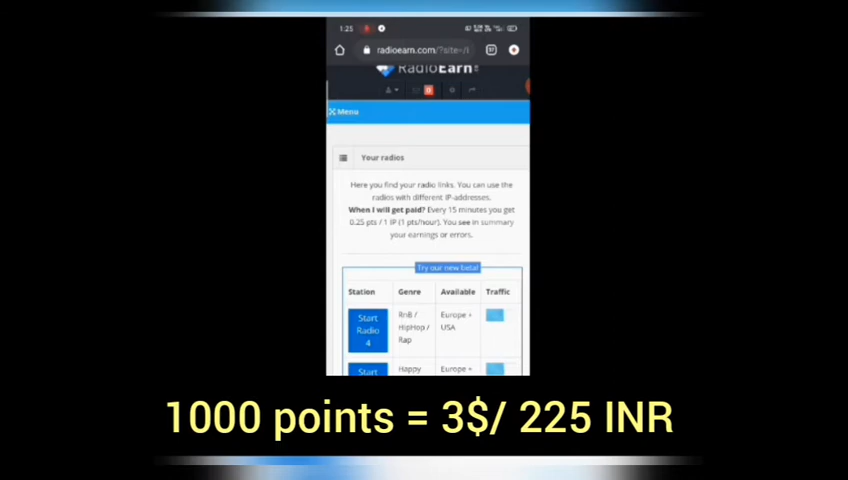 1:25
radioearn.com/?site=/i
RadioEarn
0
Menu
Your radios
Here you find your radio links. You can use the
radios with different IP-addresses.
When I will get paid? Every 15 minutes you get
0.25 pts / 1 IP (1 pts/hour). You see in summary
your earnings or errors.
Try our new beta!
Station Genre Available Traffic
Start Radio 4
RnB / HipHop / Rap
Europe + USA
Start
Happy
Europe +
1000 points = 3$/ 225 INR